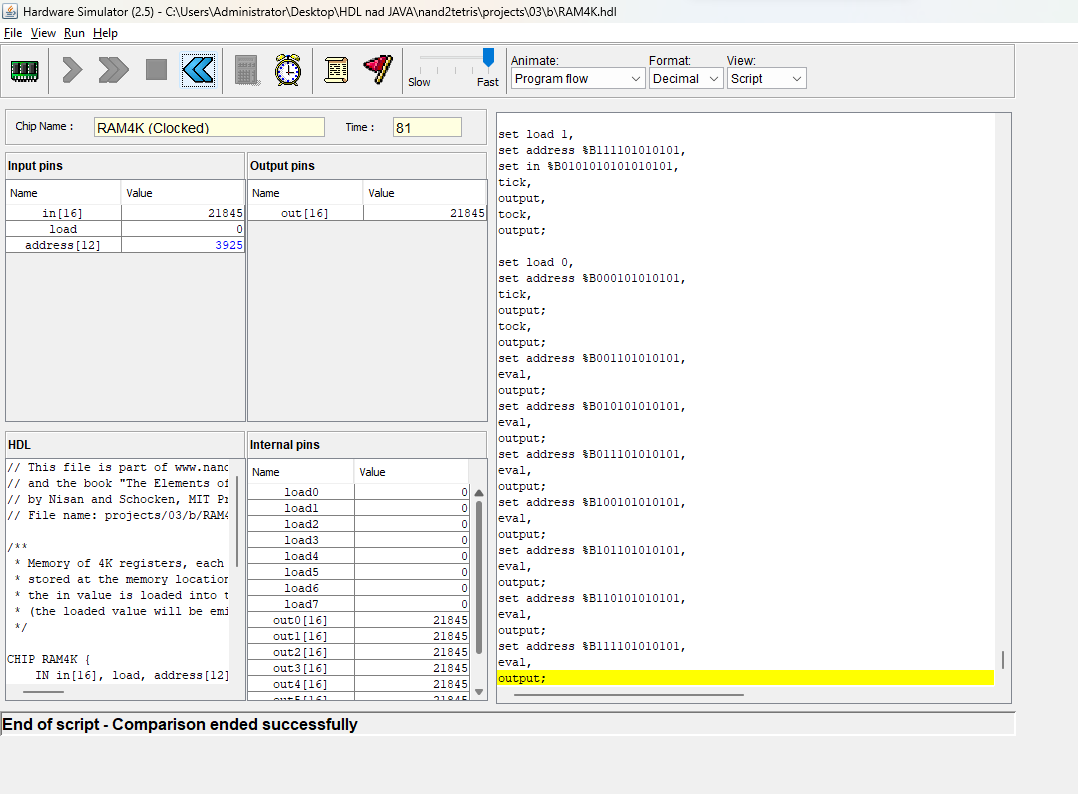 Hardware Simulator (2.5) - C:\Users\Administrator\Desktop\HDL nad JAVA\nand2tetris\projects\03\b\RAM4K.hdl
File View Run Help
Animate: Format: View:
Slow Fast Program flow Decimal Script
Chip Name : RAM4K (Clocked) Time : 81
Input pins
Name Value
in[16] 21845
load 0
address[12] 3925
Output pins
Name Value
out[16] 21845
HDL
// This file is part of www.nand
// and the book "The Elements of
// by Nisan and Schocken, MIT Pr
// File name: projects/03/b/RAM4
/**
* Memory of 4K registers, each
* stored at the memory location
* the in value is loaded into t
* (the loaded value will be emi
*/
CHIP RAM4K {
IN in[16], load, address[12]
Internal pins
Name Value
load0 0
load1 0
load2 0
load3 0
load4 0
load5 0
load6 0
load7 0
out0[16] 21845
out1[16] 21845
out2[16] 21845
out3[16] 21845
out4[16] 21845
out5[16] 21845
set load 1,
set address %B111101010101,
set in %B0101010101010101,
tick,
output,
tock,
output;
set load 0,
set address %B000101010101,
tick,
output;
tock,
output;
set address %B001101010101,
eval,
output;
set address %B010101010101,
eval,
output;
set address %B011101010101,
eval,
output;
set address %B100101010101,
eval,
output;
set address %B101101010101,
eval,
output;
set address %B110101010101,
eval,
output;
set address %B111101010101,
eval,
output;
End of script - Comparison ended successfully